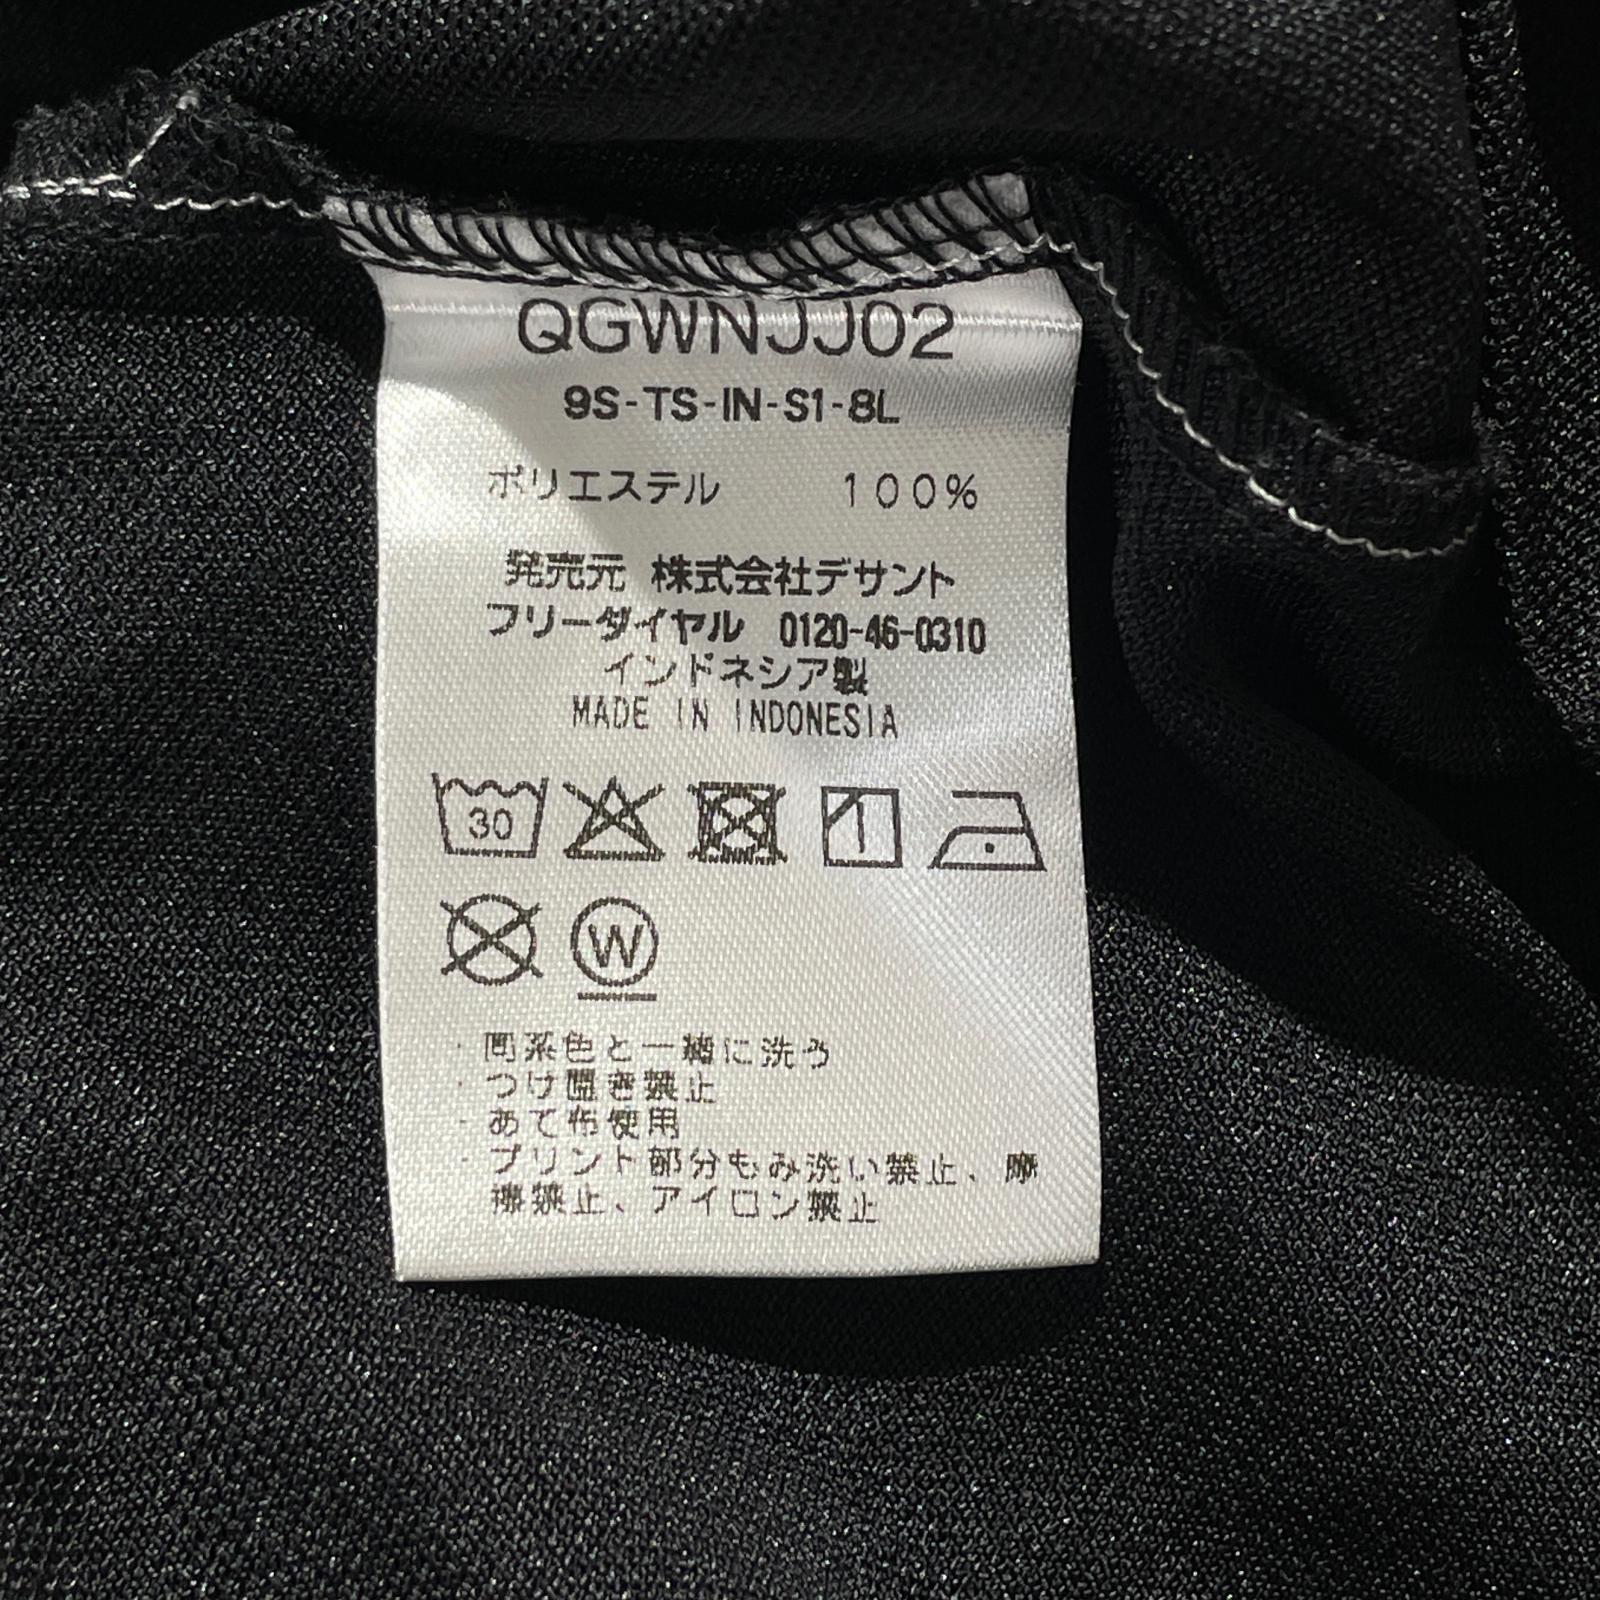 QGWNJJ02
9S-TS-IN-S1-8L
ポリエステル 100%
発売元 株式会社デサント
フリーダイヤル 0120-46-0310
インドネシア製
MADE IN INDONESIA
30
W
・同系色と一緒に洗う
・つけ置き禁止
・あて布使用
・プリント部分もみ洗い禁止、摩
擦禁止、アイロン禁止